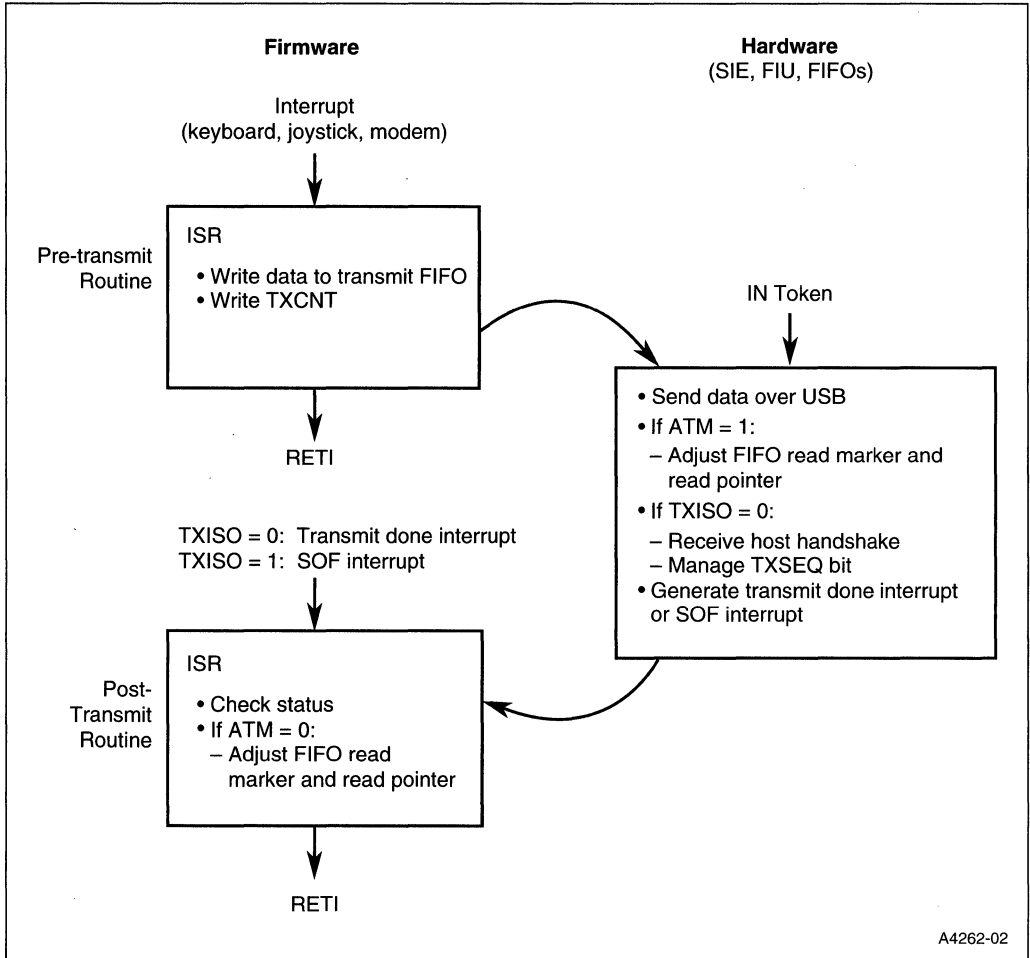 Firmware
Hardware
(SIE, FIU, FIFOs)
Interrupt
(keyboard, joystick, modem)
Pre-transmit
Routine
ISR
• Write data to transmit FIFO
• Write TXCNT
RETI
IN Token
• Send data over USB
• If ATM = 1:
– Adjust FIFO read marker and
read pointer
• If TXISO = 0:
– Receive host handshake
– Manage TXSEQ bit
• Generate transmit done interrupt
or SOF interrupt
TXISO = 0: Transmit done interrupt
TXISO = 1: SOF interrupt
Post-
Transmit
Routine
ISR
• Check status
• If ATM = 0:
– Adjust FIFO read
marker and read pointer
RETI
A4262-02